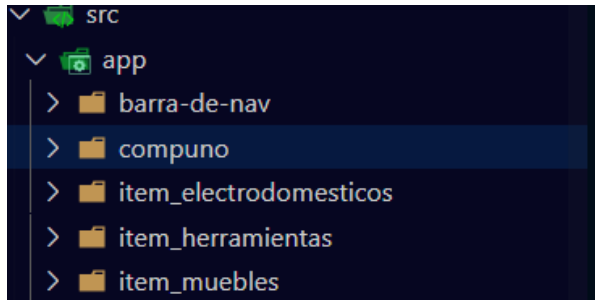 src
app
barra-de-nav
compuno
item_electrodomesticos
item_herramientas
item_muebles